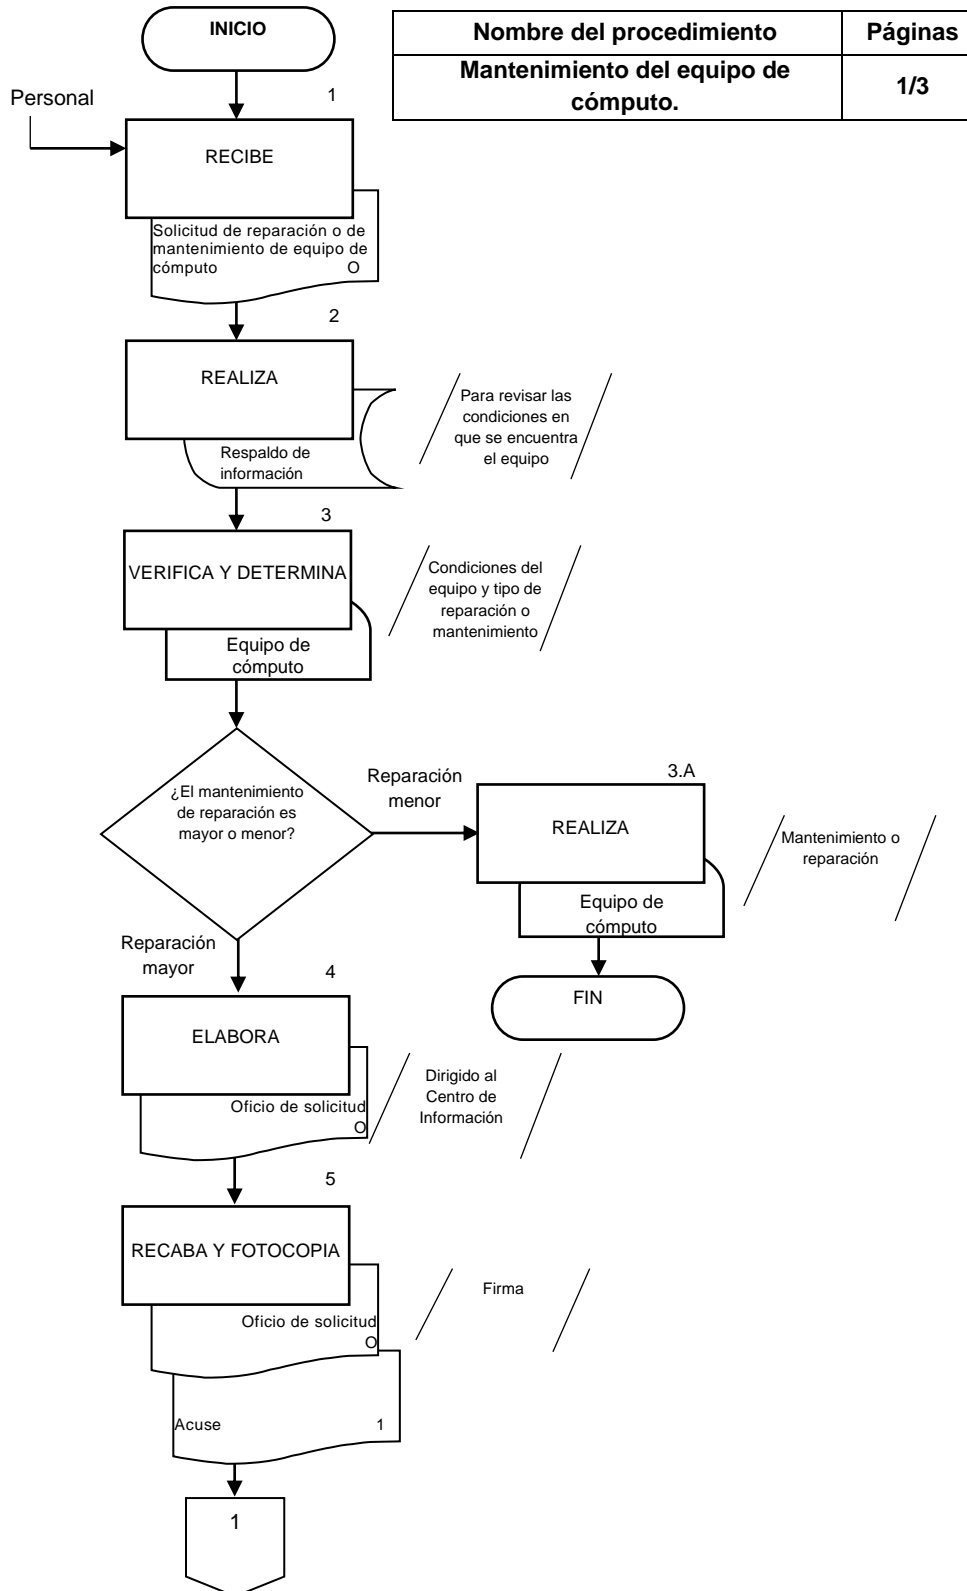 INICIO
Nombre del procedimiento
Páginas
Mantenimiento del equipo de
cómputo.
1/3
Personal
1
RECIBE
Solicitud de reparación o de
mantenimiento de equipo de
cómputo O
2
REALIZA
Respaldo de
información
Para revisar las
condiciones en
que se encuentra
el equipo
3
VERIFICA Y DETERMINA
Equipo de
cómputo
Condiciones del
equipo y tipo de
reparación o
mantenimiento
¿El mantenimiento
de reparación es
mayor o menor?
Reparación
menor
3.A
REALIZA
Equipo de
cómputo
Mantenimiento o
reparación
FIN
Reparación
mayor
4
ELABORA
Oficio de solicitud
O
Dirigido al
Centro de
Información
5
RECABA Y FOTOCOPIA
Oficio de solicitud
O
Firma
Acuse 1
1